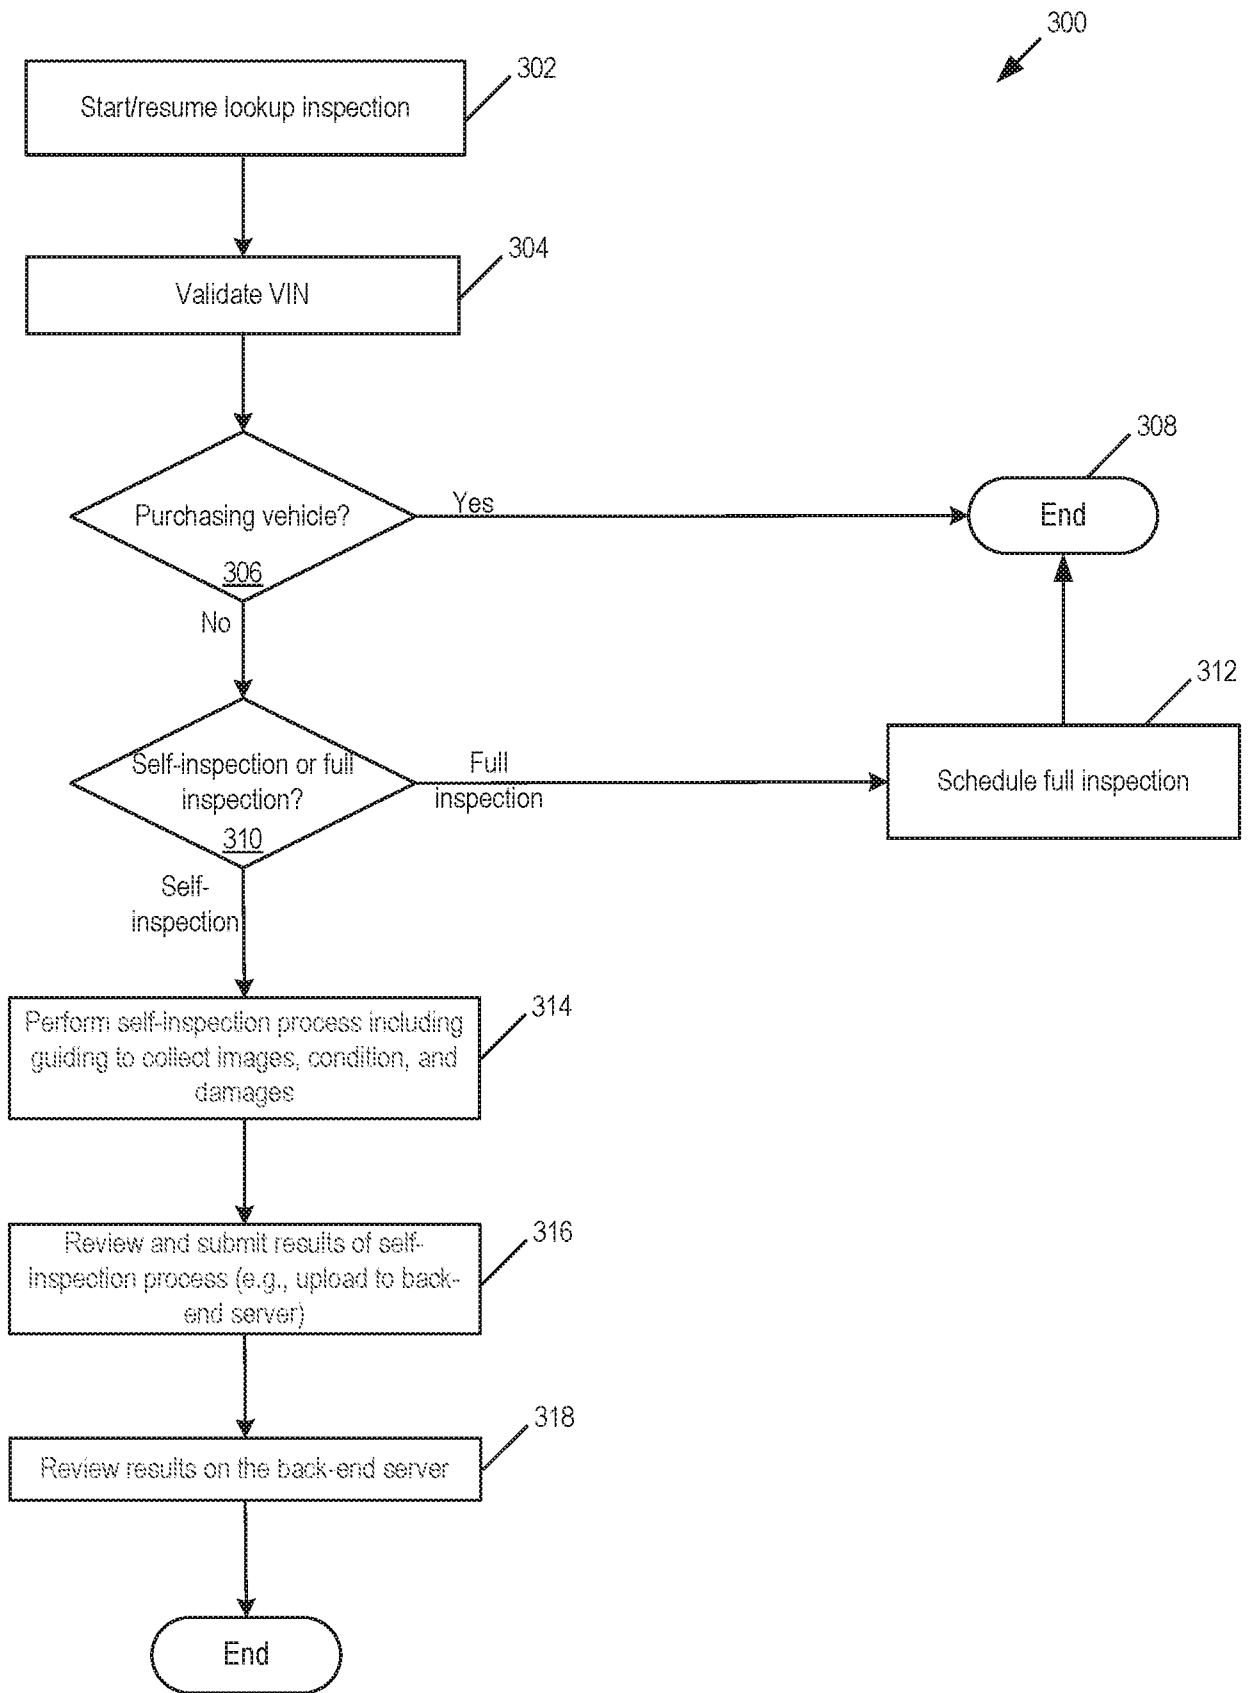 300
302
Start/resume lookup inspection
304
Validate VIN
308
Purchasing vehicle?
Yes
End
306
No
312
Self-inspection or full
inspection?
Full
inspection
Schedule full inspection
310
Self-
inspection
314
Perform self-inspection process including
guiding to collect images, condition, and
damages
316
Review and submit results of self-
inspection process (e.g., upload to back-
end server)
318
Review results on the back-end server
End